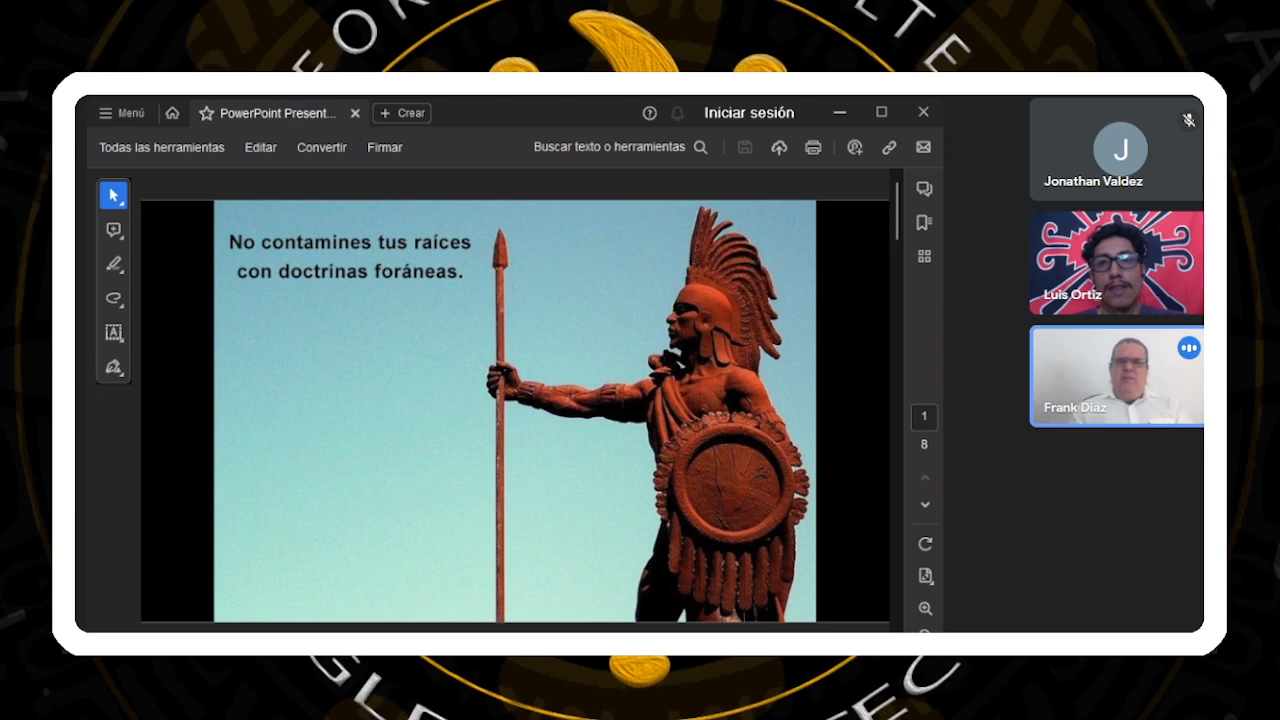 Menú
PowerPoint Present...
Crear
Iniciar sesión
Todas las herramientas
Editar
Convertir
Firmar
Buscar texto o herramientas
No contamines tus raíces
con doctrinas foráneas.
1
8
J
Jonathan Valdez
Luis Ortiz
Frank Diaz